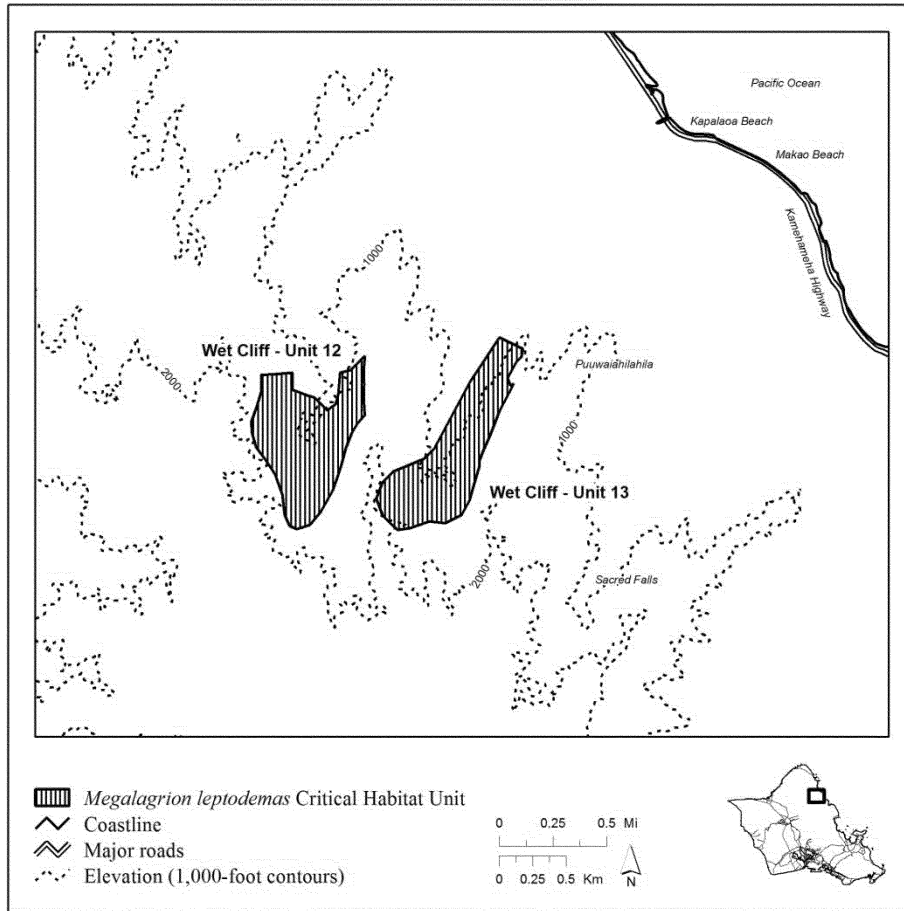 Pacific Ocean
Kapalaoa Beach
Makao Beach
Kamehameha Highway
1000
Wet Cliff - Unit 12
2000
Puuwaiahilahila
1000
Wet Cliff - Unit 13
2000
Sacred Falls
Megalagrion leptodemas Critical Habitat Unit
Coastline
Major roads
Elevation (1,000-foot contours)
0 0.25 0.5 Mi
0 0.25 0.5 Km
N